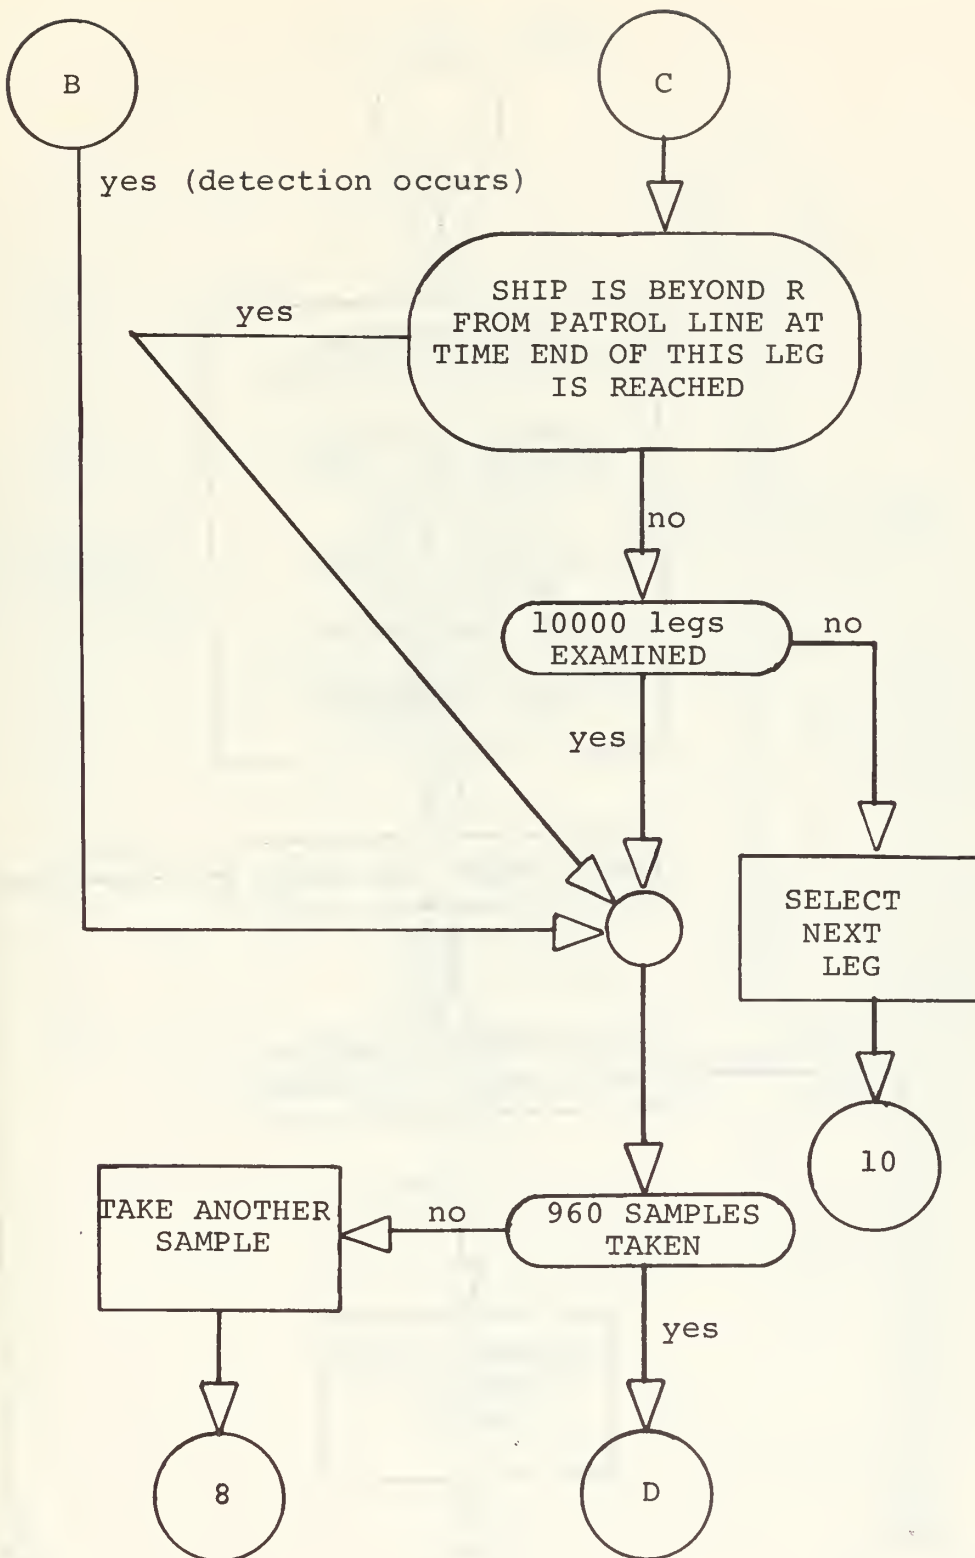 B
C
yes (detection occurs)
SHIP IS BEYOND R
FROM PATROL LINE AT
TIME END OF THIS LEG
IS REACHED
yes
no
10000 legs
EXAMINED
no
yes
SELECT
NEXT
LEG
10
960 SAMPLES
TAKEN
no
TAKE ANOTHER
SAMPLE
yes
8
D